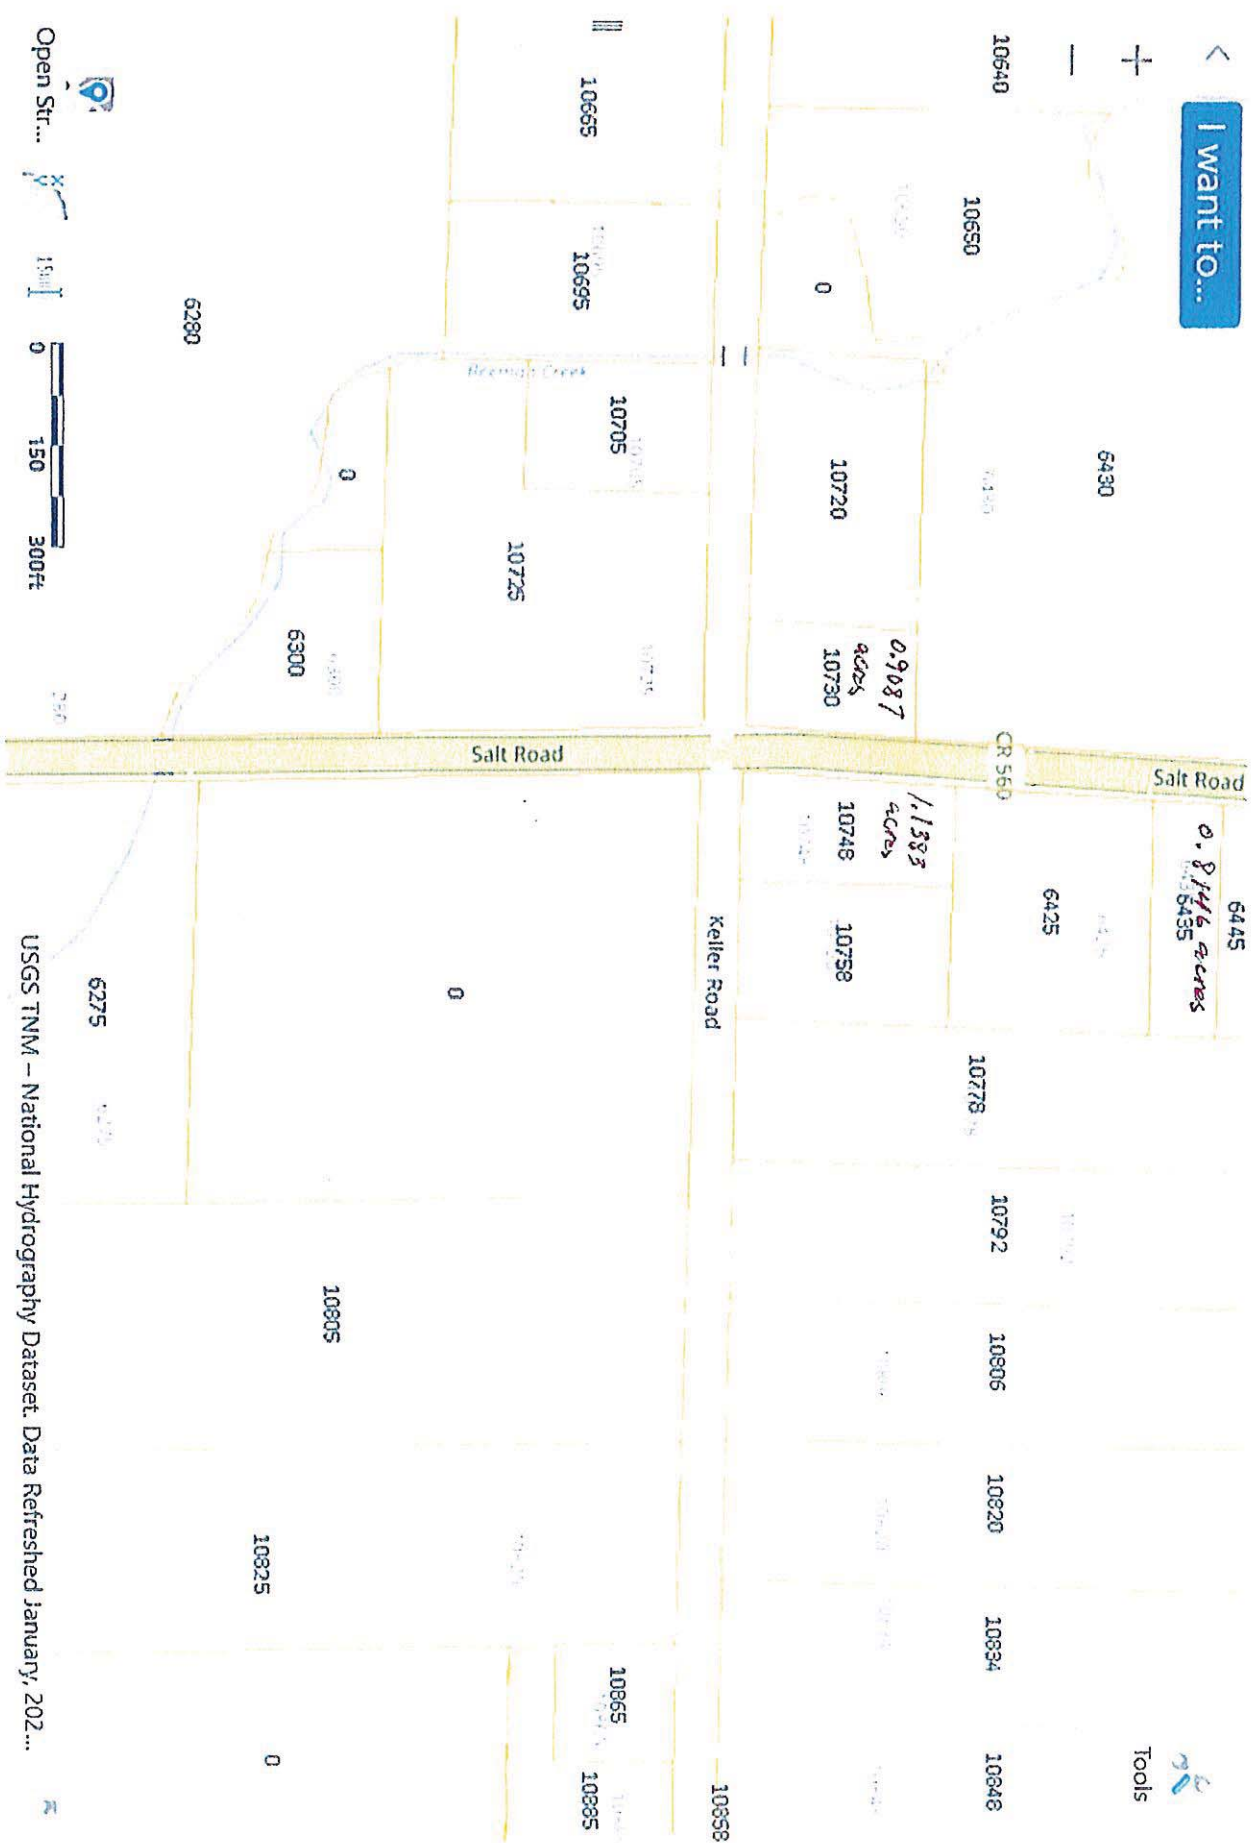 I want to...
Tools
6445
0.8146 acres
6435
Salt Road
6430
CR 560
6425
10640
10650
0
10720
0.9087
acres
10730
1.1383
acres
10748
10758
10778
10792
10806
10820
10834
10848
Keller Road
10858
10665
10695
10705
10725
Beeman Creek
Salt Road
0
10865
10885
6280
0
6300
10805
10825
0
6275
Open Str...
0 150 300ft
USGS TNM – National Hydrography Dataset. Data Refreshed January, 202...